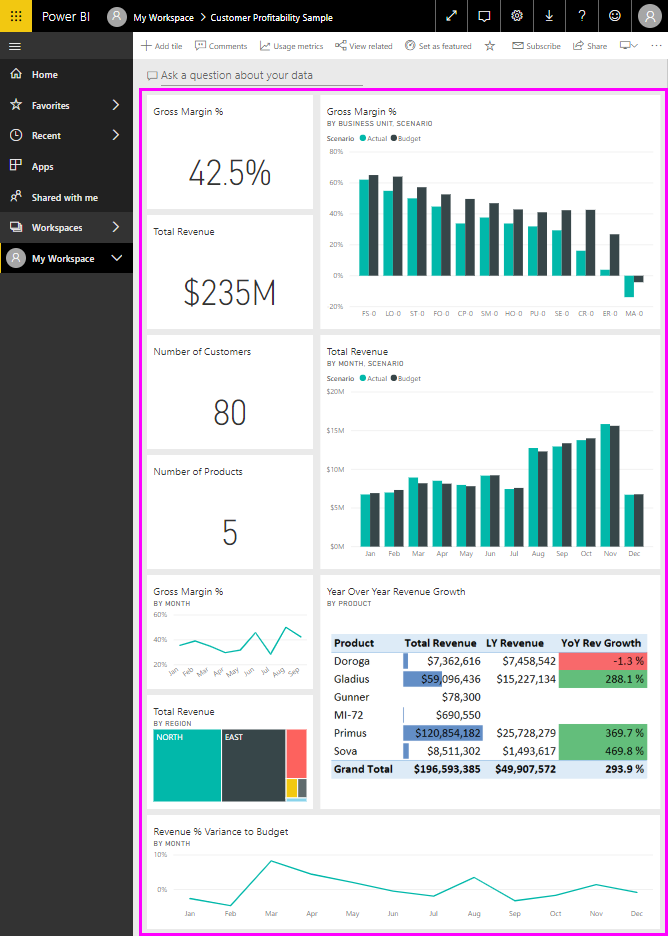 Power BI
My Workspace > Customer Profitability Sample
?
Home
Favorites
Recent
Apps
Shared with me
Workspaces
My Workspace
Add tile
Comments
Usage metrics
View related
Set as featured
Subscribe
Share
Ask a question about your data
Gross Margin %
42.5%
Total Revenue
$235M
Number of Customers
80
Number of Products
5
Gross Margin %
BY BUSINESS UNIT, SCENARIO
Scenario Actual Budget
80%
60%
40%
20%
0%
20%
FS 0 LO 0 ST 0 FO 0 CP 0 SM 0 HO 0 PU 0 SE 0 CR 0 ER 0 MA 0
Total Revenue
BY MONTH, SCENARIO
Scenario Actual Budget
$20M
$15M
$10M
$5M
$0M
Jan Feb Mar Apr May Jun Jul Aug Sep Oct Nov Dec
Gross Margin %
BY MONTH
60%
40%
20%
Jan Feb Mar Apr May Jun Jul Aug Sep
Total Revenue
BY REGION
NORTH EAST
Year Over Year Revenue Growth
BY PRODUCT
Product Total Revenue LY Revenue YoY Rev Growth
Doroga $7,362,616 $7,458,542 -1.3 %
Gladius $59,096,436 $15,227,134 288.1 %
Gunner $78,300
MI-72 $690,550
Primus $120,854,182 $25,728,279 369.7 %
Sova $8,511,302 $1,493,617 469.8 %
Grand Total $196,593,385 $49,907,572 293.9 %
Revenue % Variance to Budget
BY MONTH
10%
0%
Jan Feb Mar Apr May Jun Jul Aug Sep Oct Nov Dec